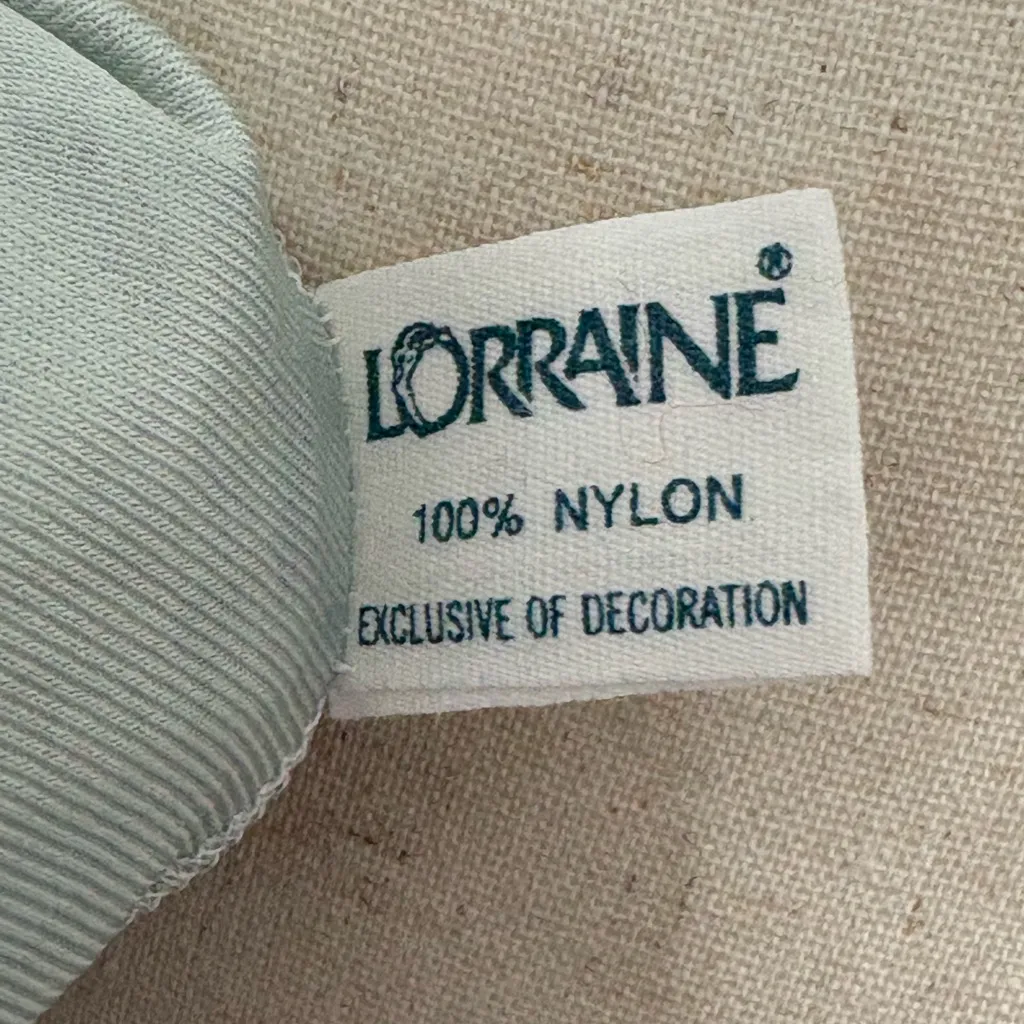 LORRAINE®
100% NYLON
EXCLUSIVE OF DECORATION